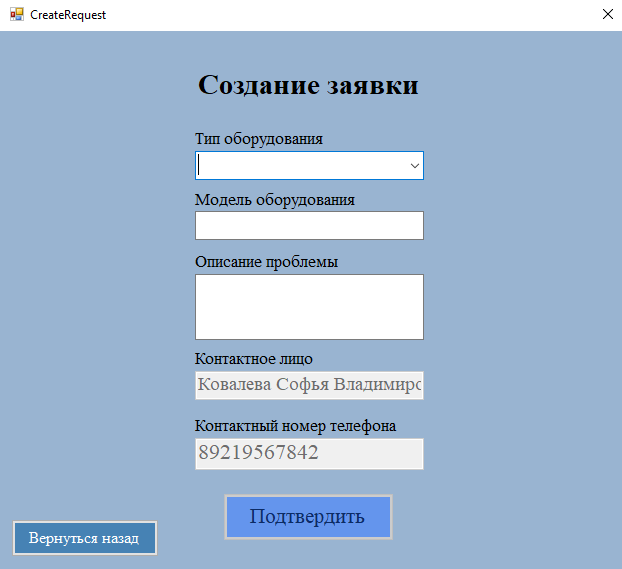 CreateRequest
Создание заявки
Тип оборудования
Модель оборудования
Описание проблемы
Контактное лицо
Ковалева Софья Владимиро
Контактный номер телефона
89219567842
Подтвердить
Вернуться назад